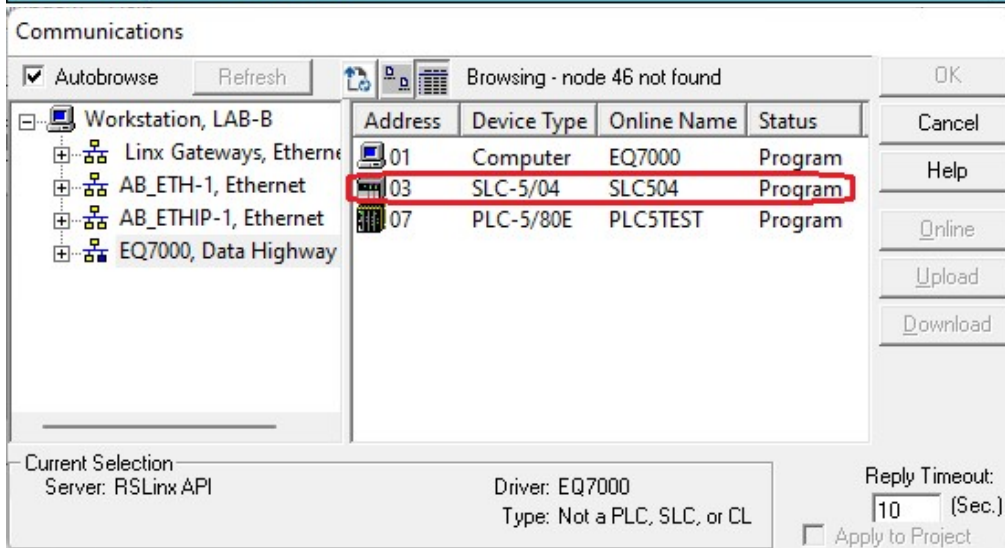 Communications
Autobrowse Refresh Browsing - node 46 not found OK
Workstation, LAB-B Address Device Type Online Name Status Cancel
Linx Gateways, Etherne 01 Computer EQ7000 Program Help
AB_ETH-1, Ethernet 03 SLC-5/04 SLC504 Program
AB_ETHIP-1, Ethernet 07 PLC-5/80E PLC5TEST Program Online
EQ7000, Data Highway
Upload
Download
Current Selection
Server: RSLinx API Driver: EQ7000 Reply Timeout:
Type: Not a PLC, SLC, or CL 10 (Sec.)
Apply to Project